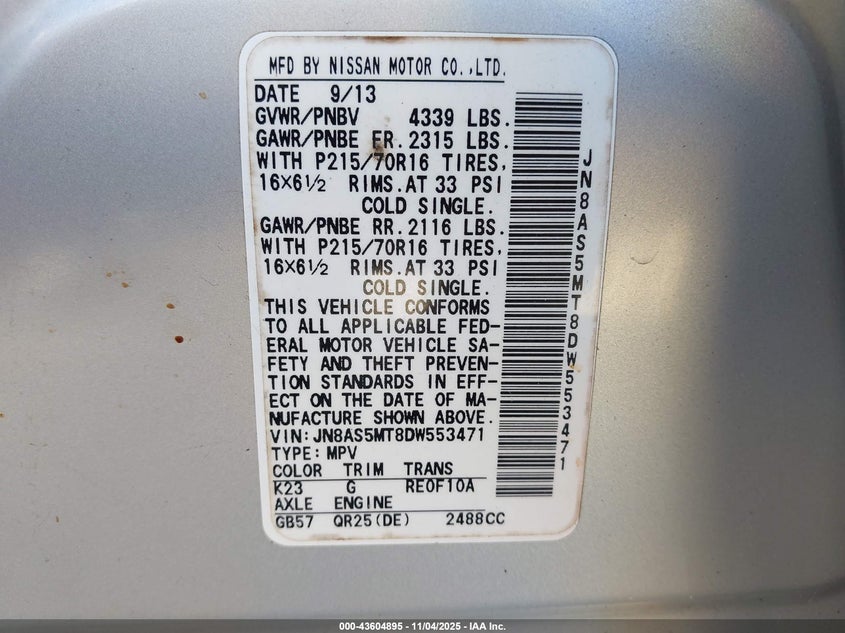 MFD BY NISSAN MOTOR CO.,LTD.
DATE 9/13
GVWR/PNBV 4339 LBS.
GAWR/PNBE FR.2315 LBS.
WITH P215/70R16 TIRES,
16×6½ RIMS.AT 33 PSI
COLD SINGLE.
GAWR/PNBE RR.2116 LBS.
WITH P215/70R16 TIRES,
16×6½ RIMS.AT 33 PSI
COLD SINGLE.
THIS VEHICLE CONFORMS
TO ALL APPLICABLE FED-
ERAL MOTOR VEHICLE SA-
FETY AND THEFT PREVEN-
TION STANDARDS IN EFF-
ECT ON THE DATE OF MA-
NUFACTURE SHOWN ABOVE.
VIN:JN8AS5MT8DW553471
TYPE:MPV
COLOR TRIM TRANS
K23 G RE0F10A
AXLE ENGINE
GB57 QR25(DE) 2488CC
JN8AS5MT8DW553471
000-43604895 - 11/04/2025 - IAA Inc.